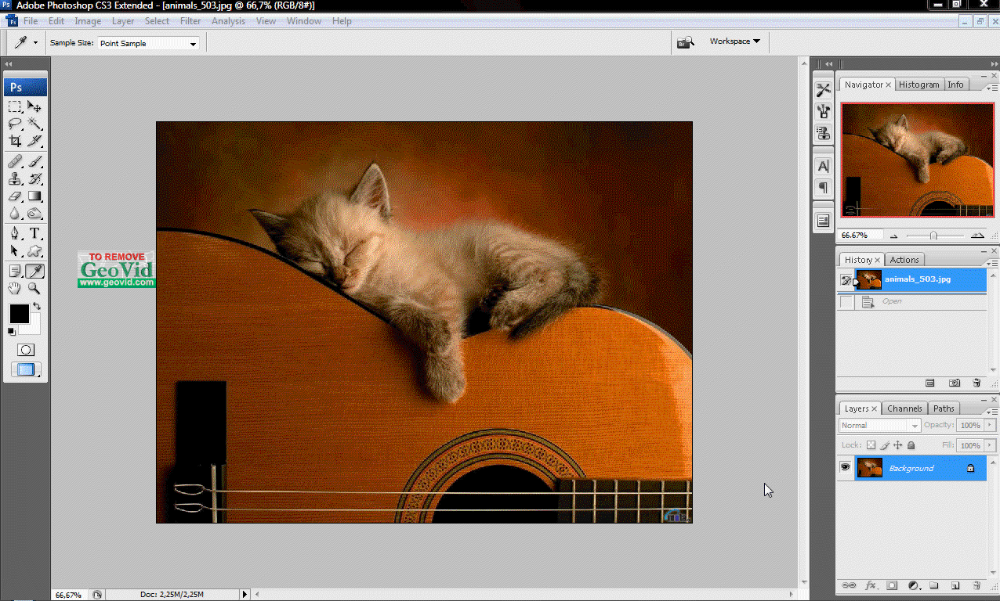 Adobe Photoshop CS3 Extended - [animals_503.jpg @ 66,7% (RGB/8#)]
File Edit Image Layer Select Filter Analysis View Window Help
Sample Size: Point Sample
Workspace
Ps
Navigator Histogram Info
66.67%
TO REMOVE
GeoVid
www.geovid.com
History Actions
animals_503.jpg
Open
Layers Channels Paths
Normal Opacity: 100%
Lock: Fill: 100%
Background
66,67% Doc: 2,25M/2,25M